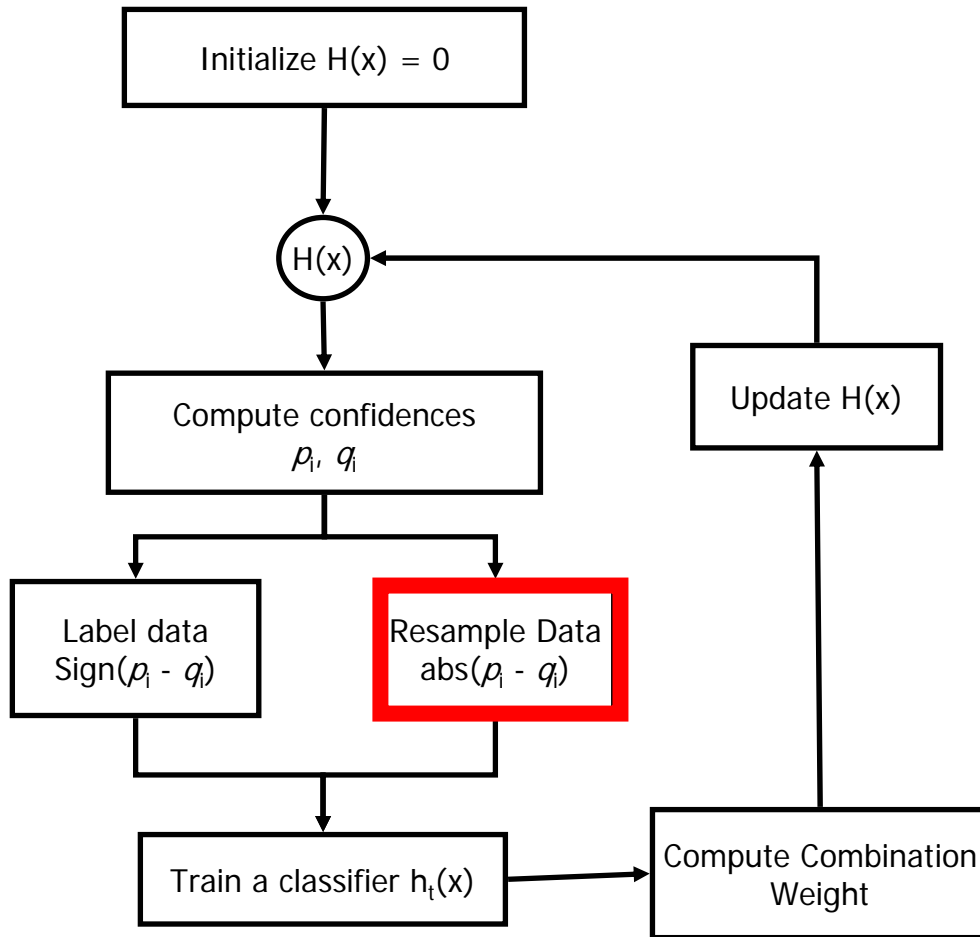 Initialize H(x) = 0
H(x)
Update H(x)
Compute confidences
pᵢ, qᵢ
Label data
Sign(pᵢ - qᵢ)
Resample Data
abs(pᵢ - qᵢ)
Train a classifier hₜ(x)
Compute Combination
Weight